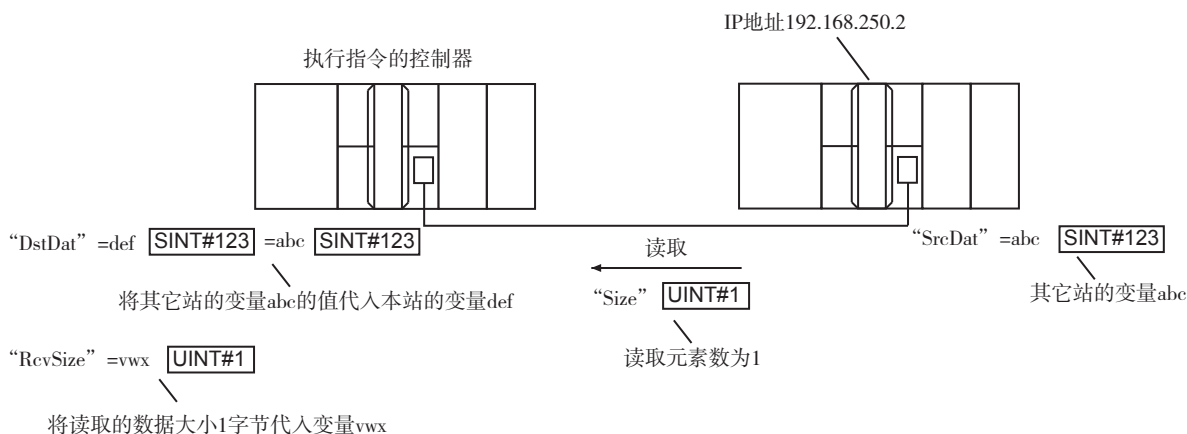 IP地址192.168.250.2
执行指令的控制器
“DstDat” =def SINT#123 =abc SINT#123
读取
“SrcDat” =abc SINT#123
将其它站的变量abc的值代入本站的变量def
“Size” UINT#1
其它站的变量abc
“RcvSize” =vwx UINT#1
读取元素数为1
将读取的数据大小1字节代入变量vwx